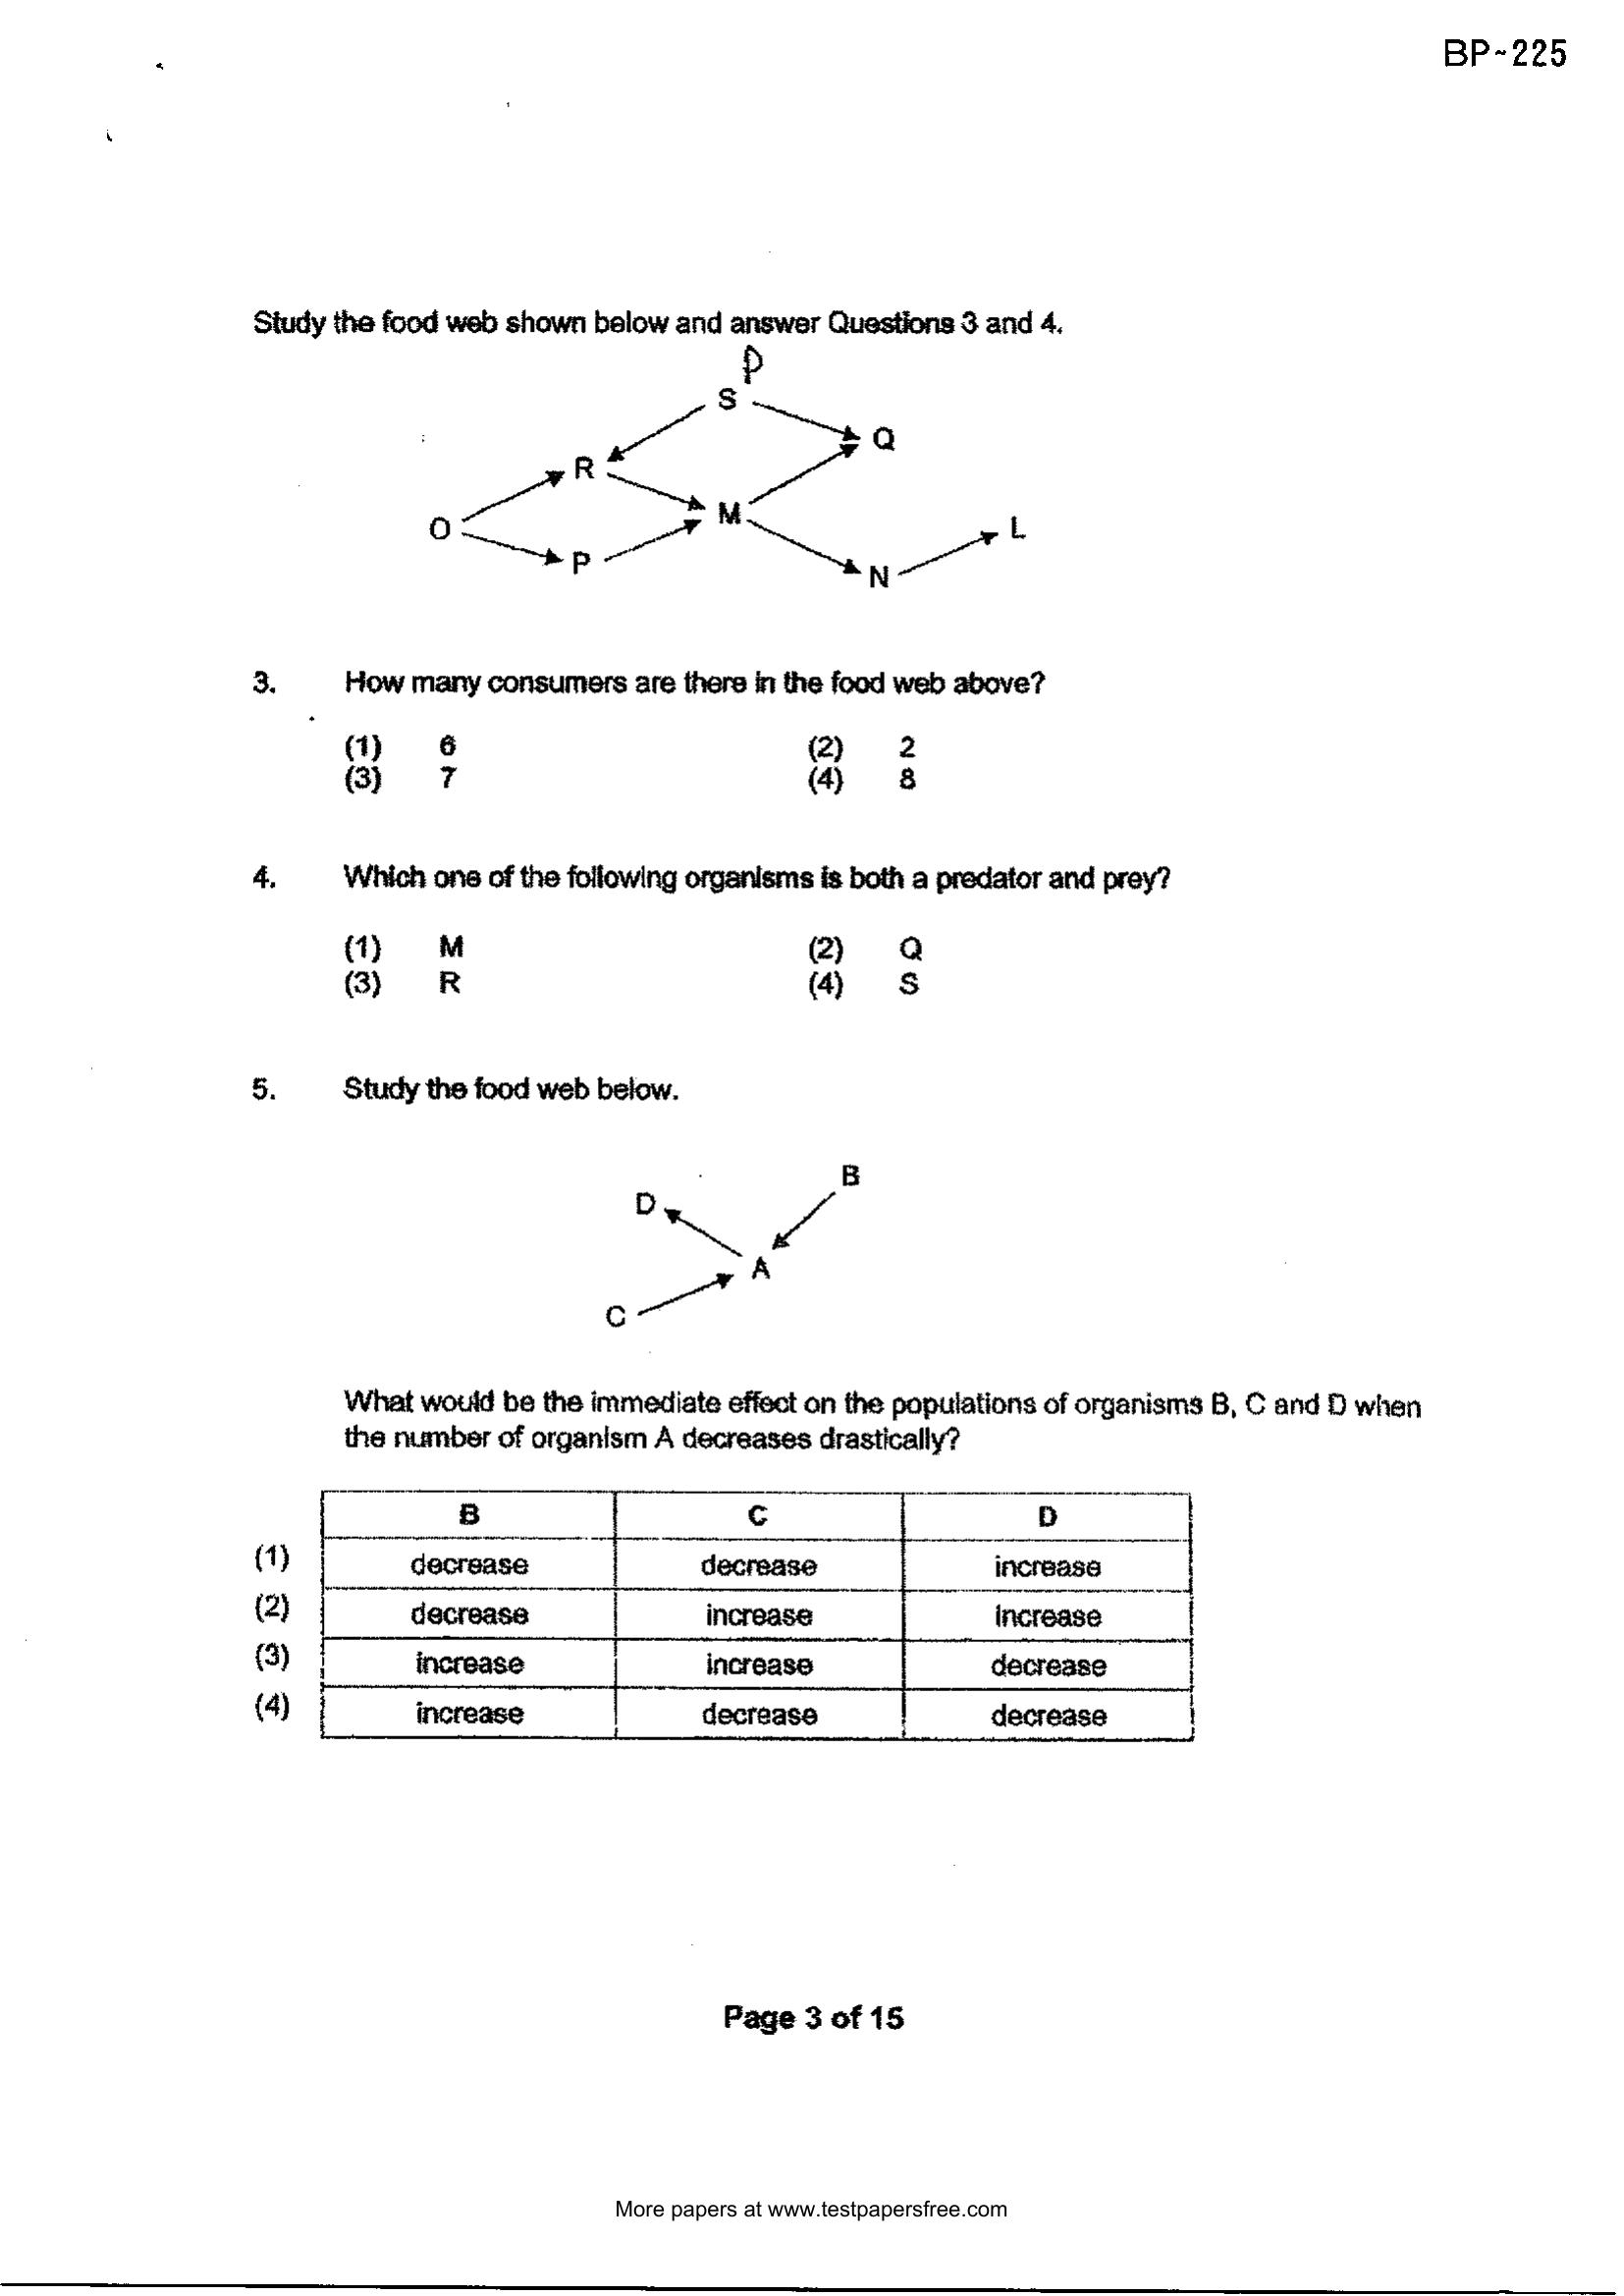 BP~225
Study the food web shown below and answer Questions 3 and 4.
P
S
Q
R
M
O
L
P
N
3. How many consumers are there in the food web above?
(1) 6 (2) 2
(3) 7 (4) 8
4. Which one of the following organisms is both a predator and prey?
(1) M (2) Q
(3) R (4) S
5. Study the food web below.
B
D
A
C
What would be the immediate effect on the populations of organisms B, C and D when
the number of organism A decreases drastically?
B C D
(1) decrease decrease increase
(2) decrease increase increase
(3) increase increase decrease
(4) increase decrease decrease
Page 3 of 15
More papers at www.testpapersfree.com